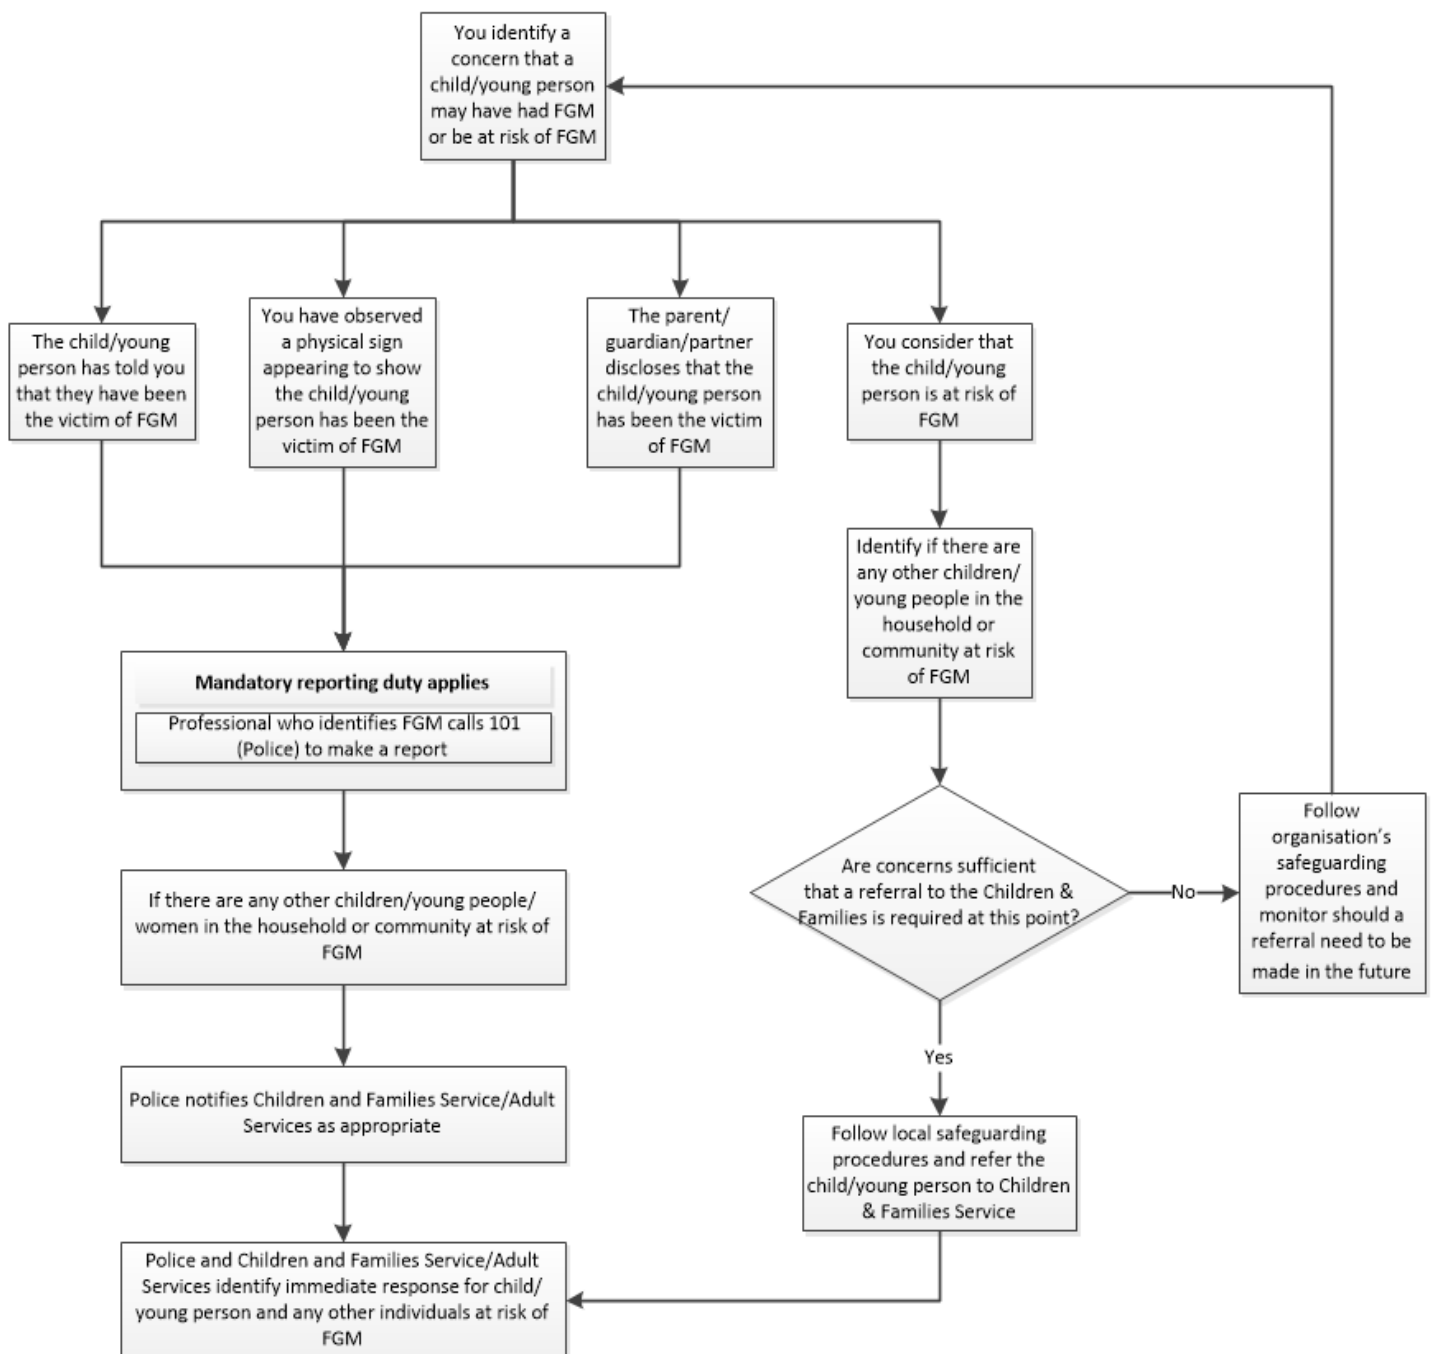 You identify a
concern that a
child/young person
may have had FGM
or be at risk of FGM
The child/young
person has told you
that they have been
the victim of FGM
You have observed
a physical sign
appearing to show
the child/young
person has been the
victim of FGM
The parent/
guardian/partner
discloses that the
child/young person
has been the victim
of FGM
You consider that
the child/young
person is at risk of
FGM
Identify if there are
any other children/
young people in the
household or
community at risk
of FGM
Mandatory reporting duty applies
Professional who identifies FGM calls 101
(Police) to make a report
Are concerns sufficient
that a referral to the Children &
Families is required at this point?
No
Follow
organisation’s
safeguarding
procedures and
monitor should a
referral need to be
made in the future
If there are any other children/young people/
women in the household or community at risk of
FGM
Yes
Police notifies Children and Families Service/Adult
Services as appropriate
Follow local safeguarding
procedures and refer the
child/young person to Children
& Families Service
Police and Children and Families Service/Adult
Services identify immediate response for child/
young person and any other individuals at risk of
FGM